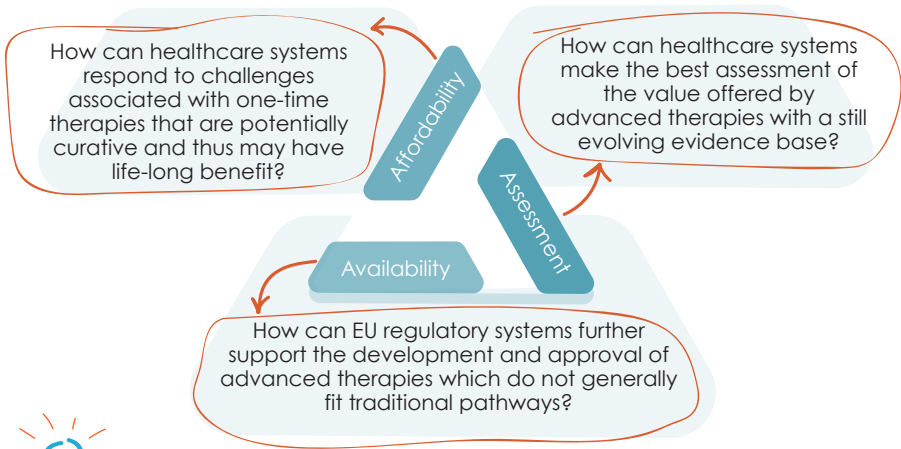 How can healthcare systems
respond to challenges
associated with one-time
therapies that are potentially
curative and thus may have
life-long benefit?
Affordability
How can healthcare systems
make the best assessment of
the value offered by
advanced therapies with a still
evolving evidence base?
Assessment
Availability
How can EU regulatory systems further
support the development and approval of
advanced therapies which do not generally
fit traditional pathways?